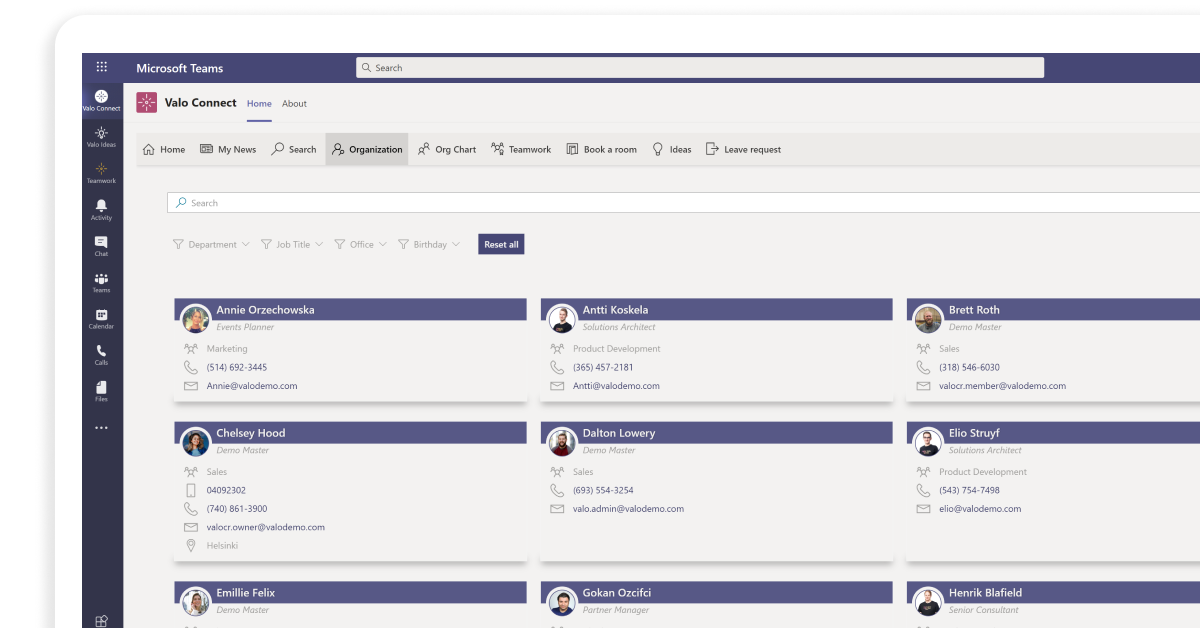 Microsoft Teams
Search
Valo Connect
Valo Ideas
Teamwork
Activity
Chat
Teams
Calendar
Calls
Files
Valo Connect Home About
Home My News Search Organization Org Chart Teamwork Book a room Ideas Leave request
Search
Department Job Title Office Birthday Reset all
Annie Orzechowska
Events Planner
Marketing
(514) 692-3445
Annie@valodemo.com
Antti Koskela
Solutions Architect
Product Development
(365) 457-2181
Antti@valodemo.com
Brett Roth
Demo Master
Sales
(318) 546-6030
valocr.member@valodemo.com
Chelsey Hood
Demo Master
Sales
04092302
(740) 861-3900
valocr.owner@valodemo.com
Helsinki
Dalton Lowery
Demo Master
Sales
(693) 554-3254
valo.admin@valodemo.com
Elio Struyf
Solutions Architect
Product Development
(543) 754-7498
elio@valodemo.com
Emillie Felix
Demo Master
Gokan Ozcifci
Partner Manager
Henrik Blafield
Senior Consultant